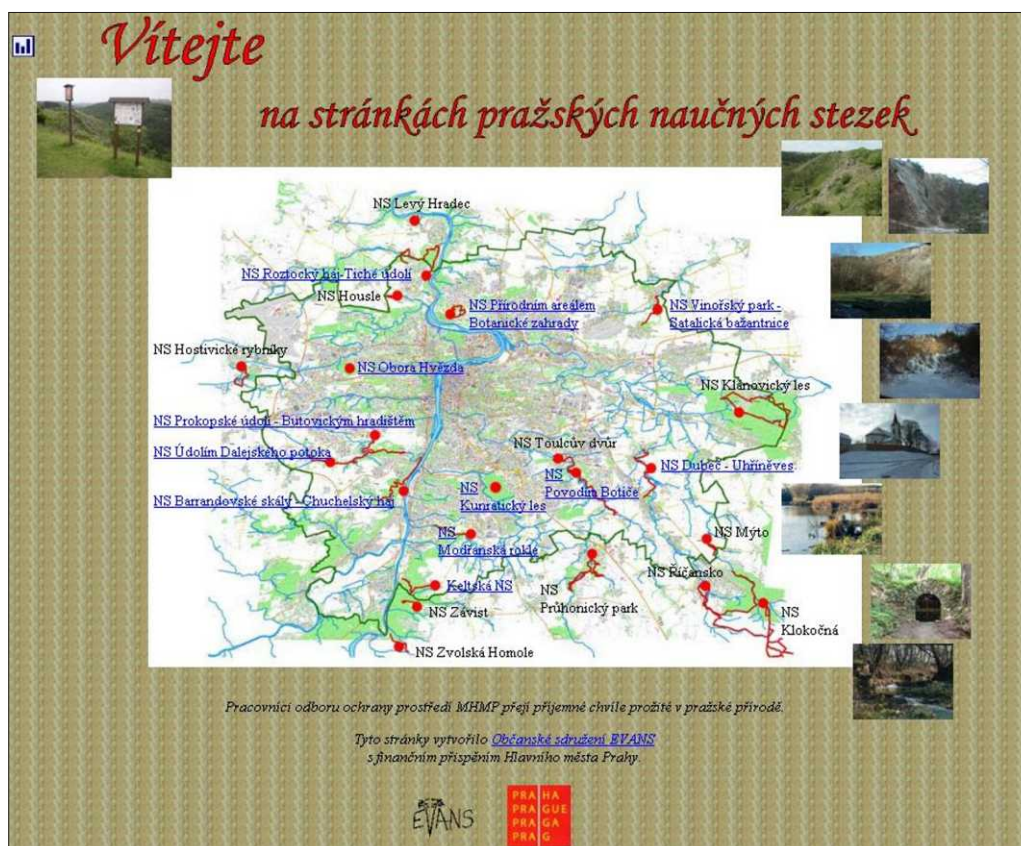 Vítejte
na stránkách pražských naučných stezek
NS Levý Hradec
NS Roztocký háj-Tiché údolí
NS Housle
NS Přírodním areálem
Botanické zahrady
NS Vinořský park -
Satalická bažantnice
NS Hostivické rybníky
NS Obora Hvězda
NS Klánovický les
NS Prokopské údolí - Butovickým hradištěm
NS Toulcův dvůr
NS Údolím Dalejského potoka
NS Dubeč - Uhříněves
NS
Povodím Botiče
NS Barrandovské skály - Chuchelský háj
NS
Kunratický les
NS
Modřanská rokle
NS Mýto
Keltská NS
NS Říčansko
NS
Průhonický park
NS Závist
NS
Klokočná
NS Zvolská Homole
Pracovníci odboru ochrany prostředí MHMP přejí příjemné chvíle prožité v pražské přírodě.
Tyto stránky vytvořilo Občanské sdružení EVANS
s finančním přispěním Hlavního města Prahy.
EVANS
PRA HA
PRA GUE
PRA GA
PRA G